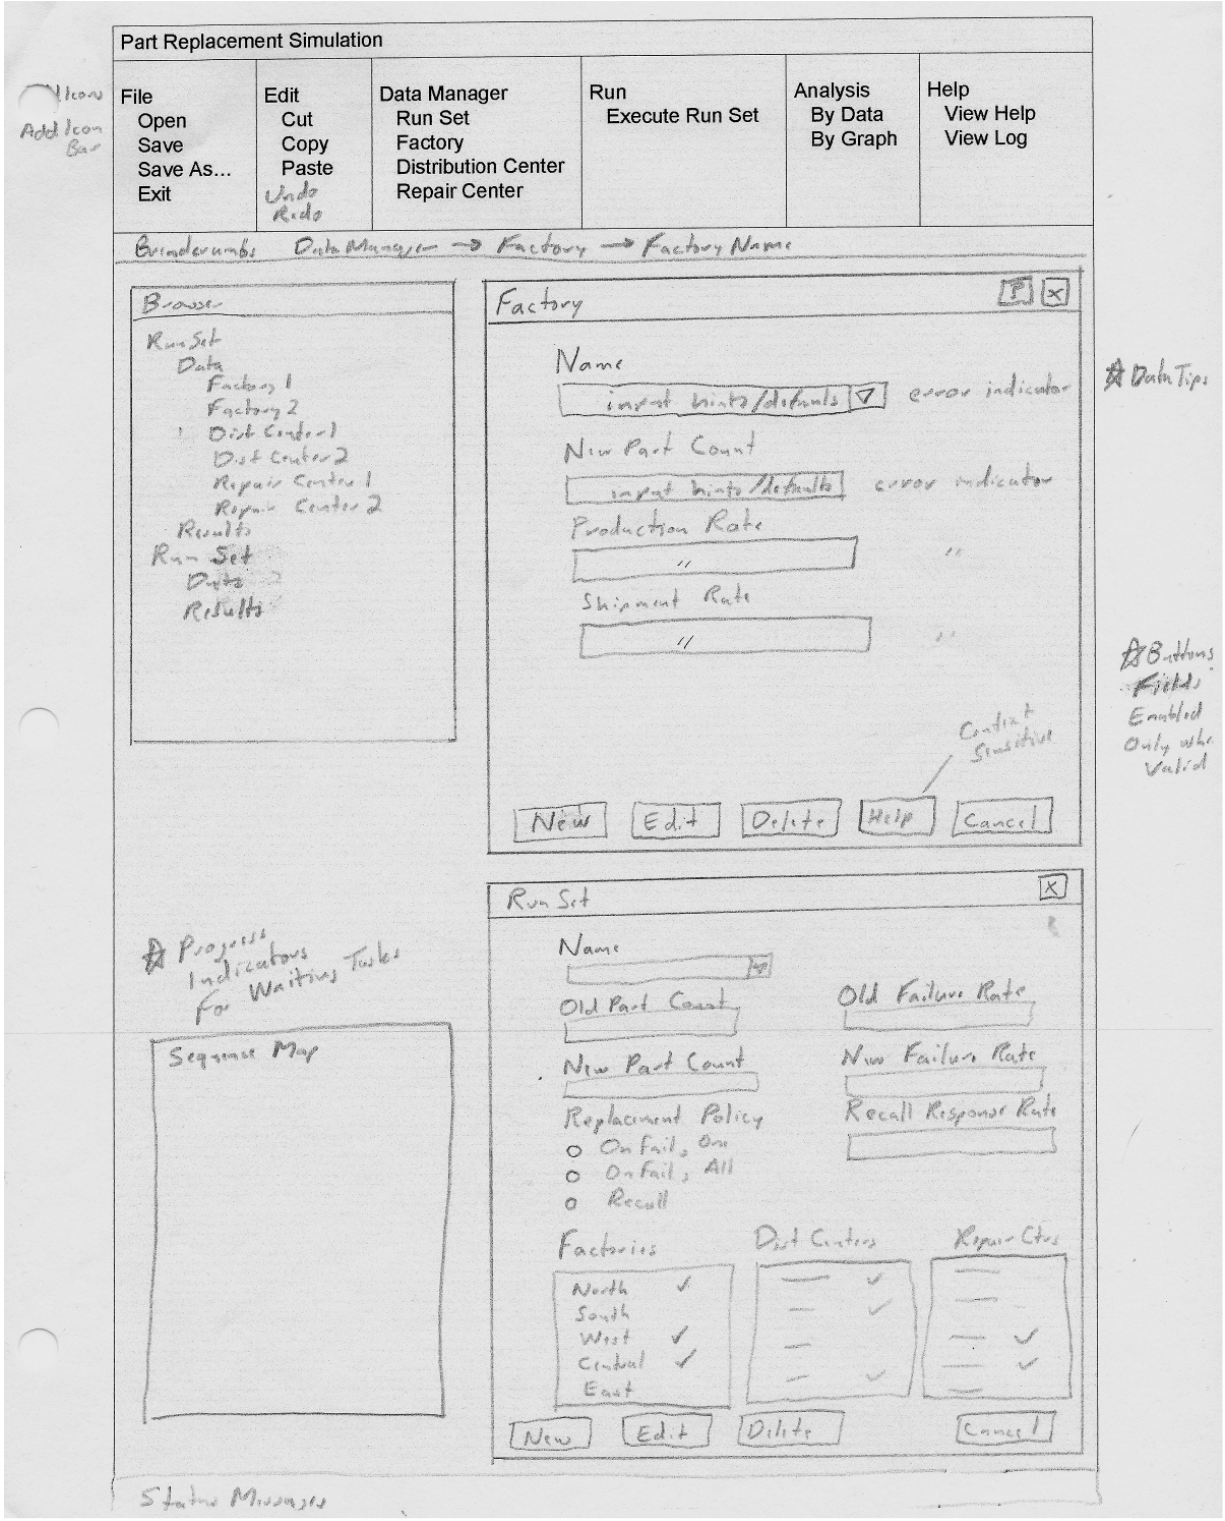 Part Replacement Simulation
Icon
Add Icon
Bar
File
Open
Save
Save As...
Exit
Edit
Cut
Copy
Paste
Undo
Redo
Data Manager
Run Set
Factory
Distribution Center
Repair Center
Run
Execute Run Set
Analysis
By Data
By Graph
Help
View Help
View Log
Breadcrumbs Data Manager → Factory → Factory Name
Browser
Run Set
Data
Factory 1
Factory 2
Dist Center 1
Dist Center 2
Repair Center 1
Repair Center 2
Results
Run Set
Data
Results
Factory ? X
Name
input hints/defaults error indicator
New Part Count
input hints/defaults error indicator
Production Rate
" "
Shipment Rate
" "
Context
Sensitive
New Edit Delete Help Cancel
☆ Data Tips
☆ Buttons
Fields
Enabled
Only whe
Valid
☆ Progress
Indicators
For Waiting Tasks
Sequence Map
Run Set X
Name
Old Part Count Old Failure Rate
New Part Count New Failure Rate
Replacement Policy Recall Response Rate
On Fail, One
On Fail, All
Recall
Factories Dist Centers Repair Ctrs
North ✓
South
West ✓
Central ✓
East
New Edit Delete Cancel
Status Messages